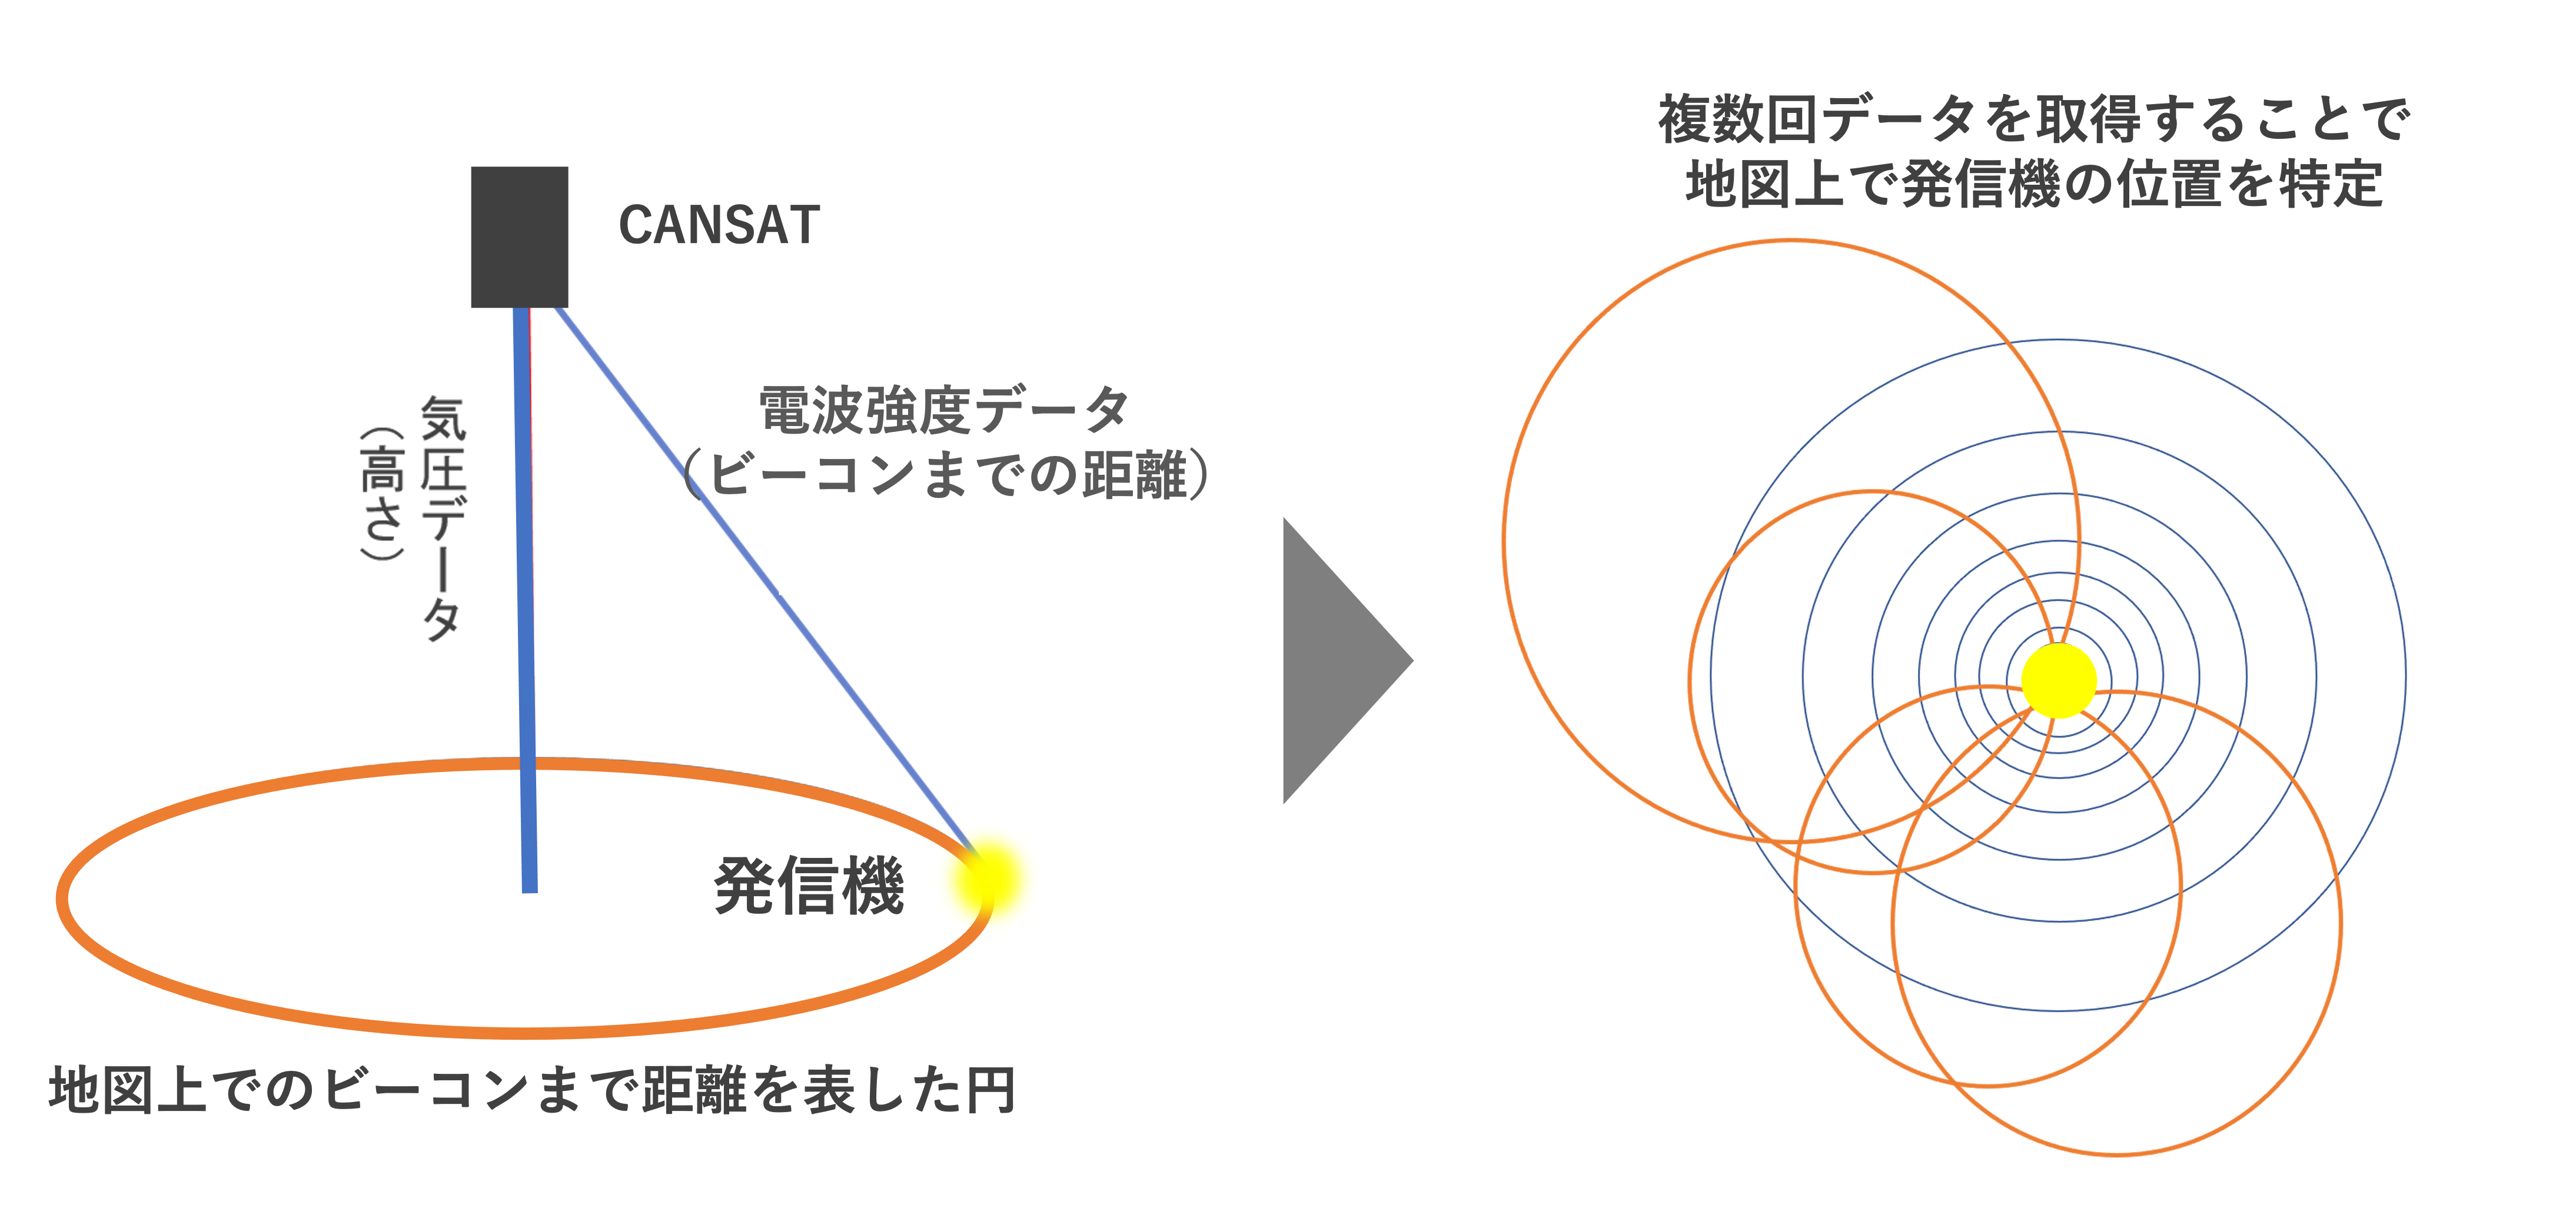 CANSAT
気圧データ
（高さ）
電波強度データ
（ビーコンまでの距離）
発信機
地図上でのビーコンまで距離を表した円
複数回データを取得することで
地図上で発信機の位置を特定